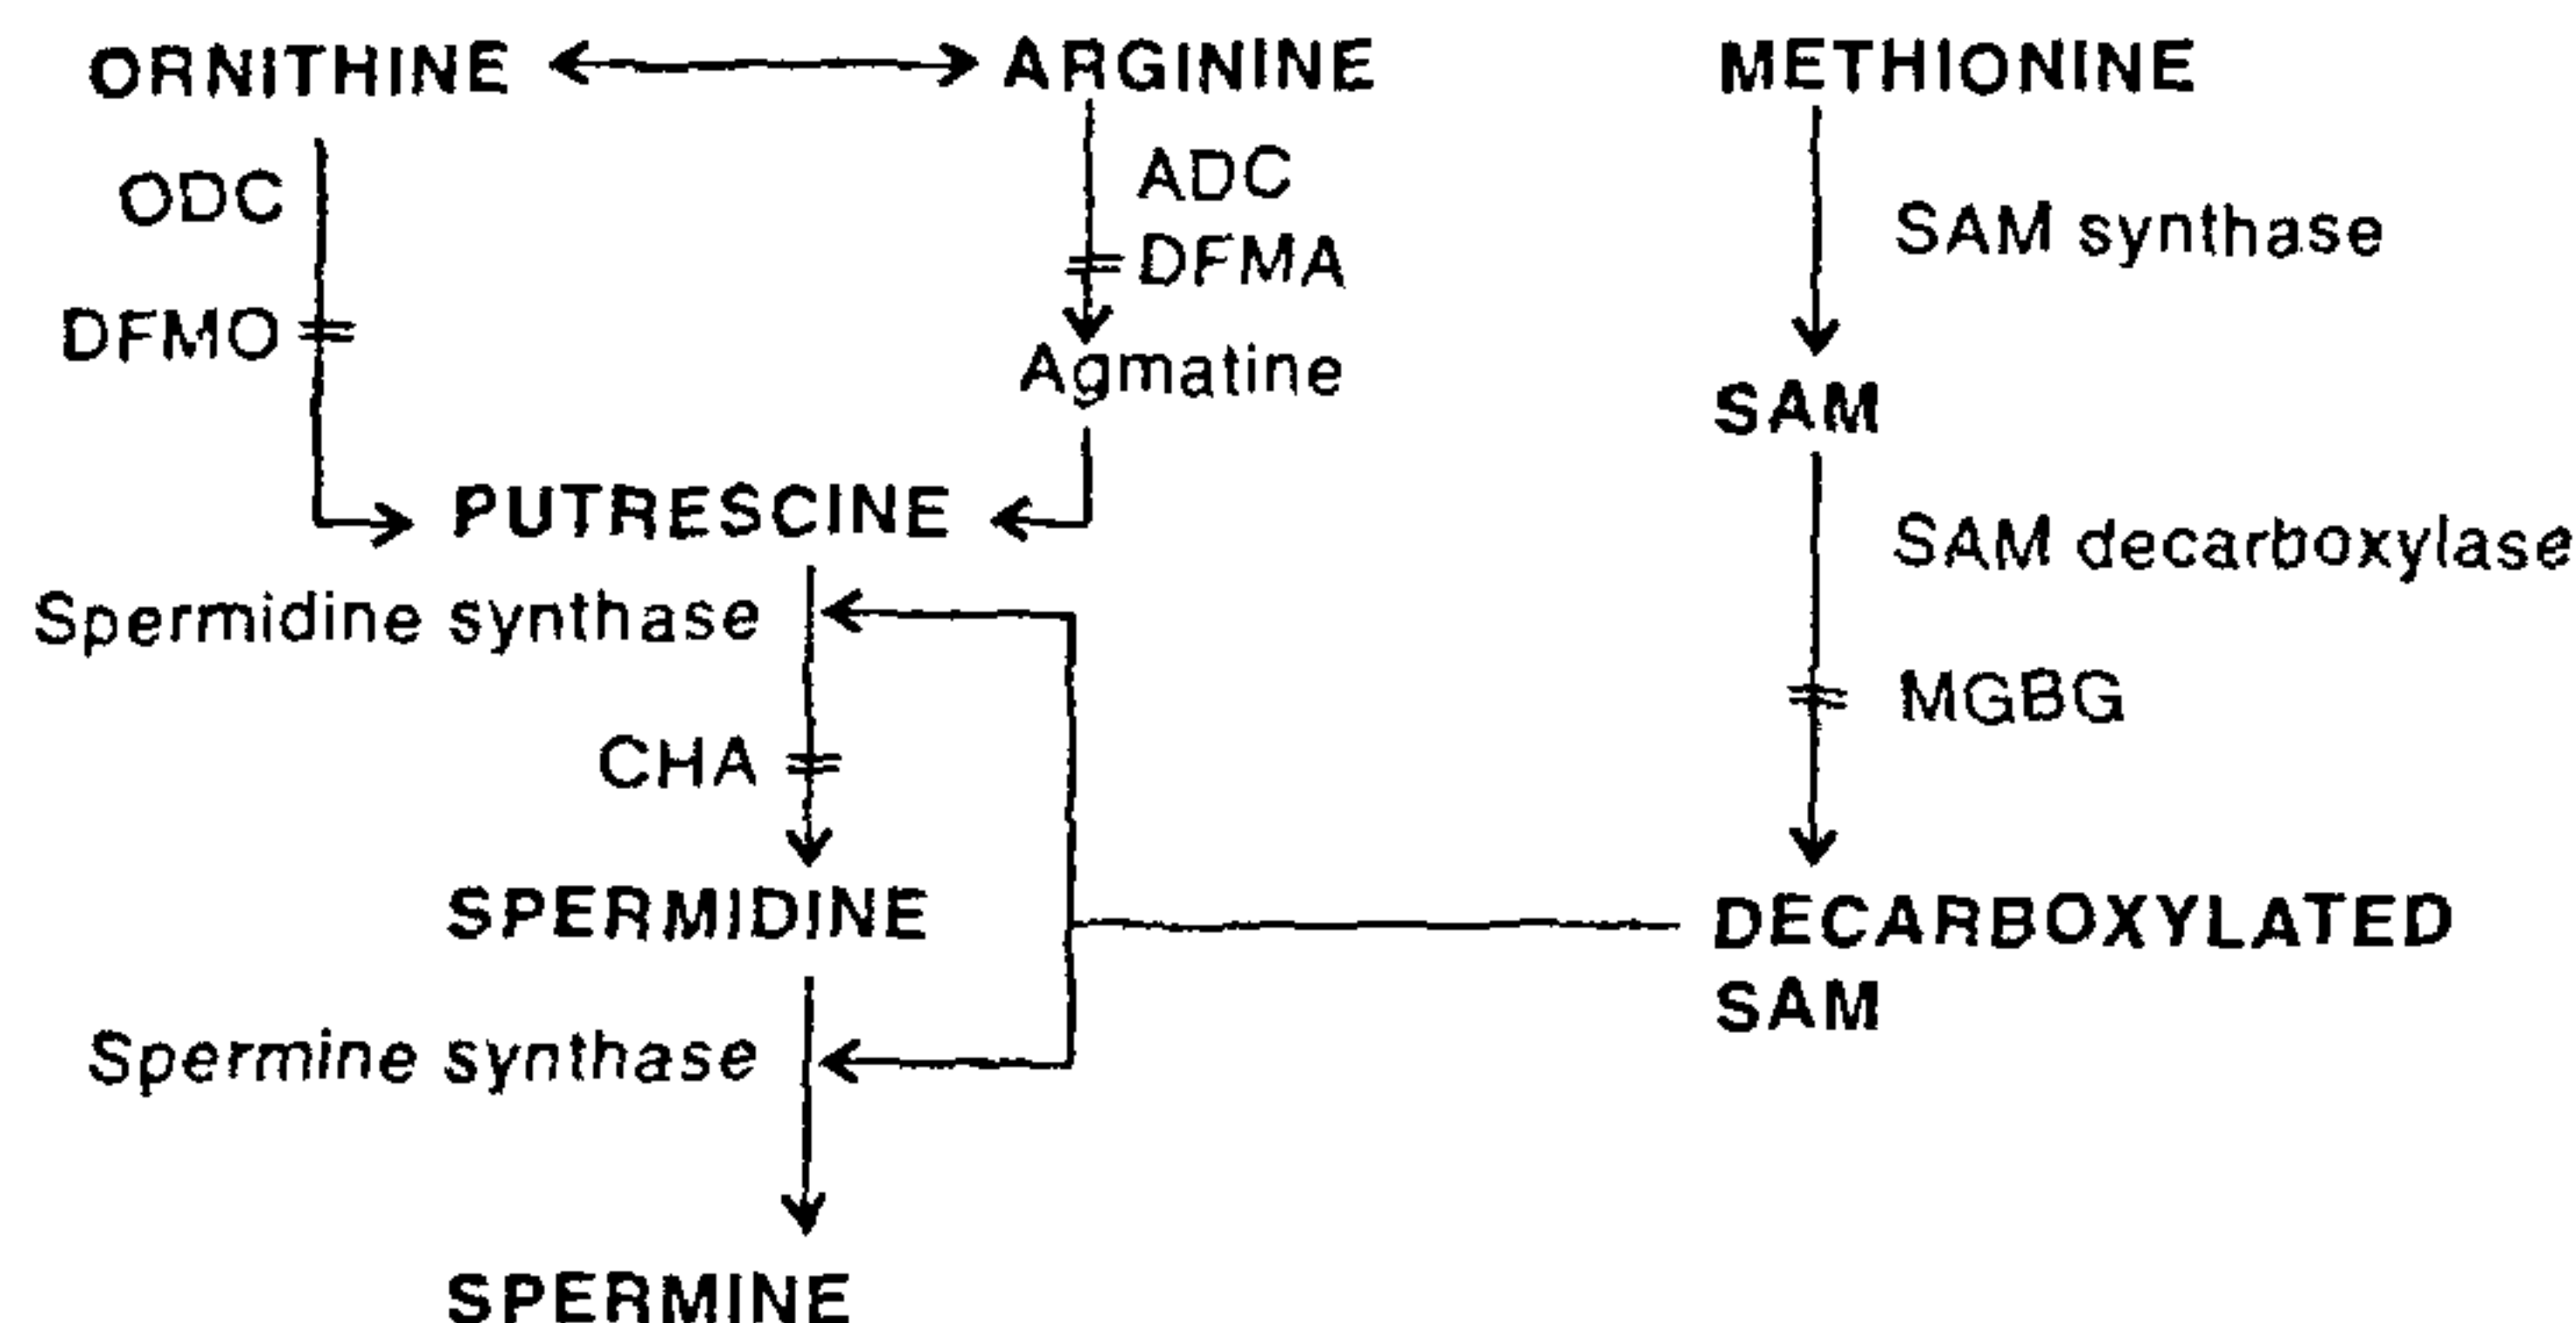 ORNITHINE
ARGININE
METHIONINE
ODC
ADC
SAM synthase
DFMO
DFMA
Agmatine
SAM
PUTRESCINE
SAM decarboxylase
Spermidine synthase
MGBG
CHA
SPERMIDINE
DECARBOXYLATED
SAM
Spermine synthase
SPERMINE